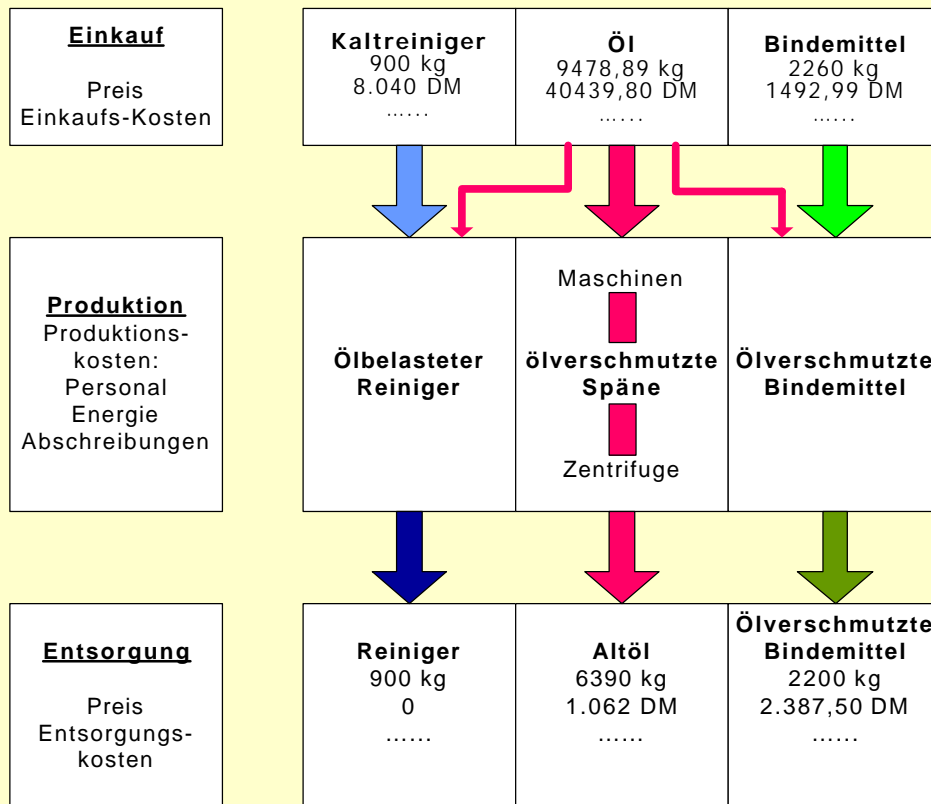 Einkauf
Preis
Einkaufs-Kosten
Kaltreiniger
900 kg
8.040 DM
......
Öl
9478,89 kg
40439,80 DM
......
Bindemittel
2260 kg
1492,99 DM
......
Produktion
Produktions-
kosten:
Personal
Energie
Abschreibungen
Ölbelasteter
Reiniger
Maschinen
ölverschmutzte
Späne
Zentrifuge
Ölverschmutzte
Bindemittel
Entsorgung
Preis
Entsorgungs-
kosten
Reiniger
900 kg
0
......
Altöl
6390 kg
1.062 DM
......
Ölverschmutzte
Bindemittel
2200 kg
2.387,50 DM
......